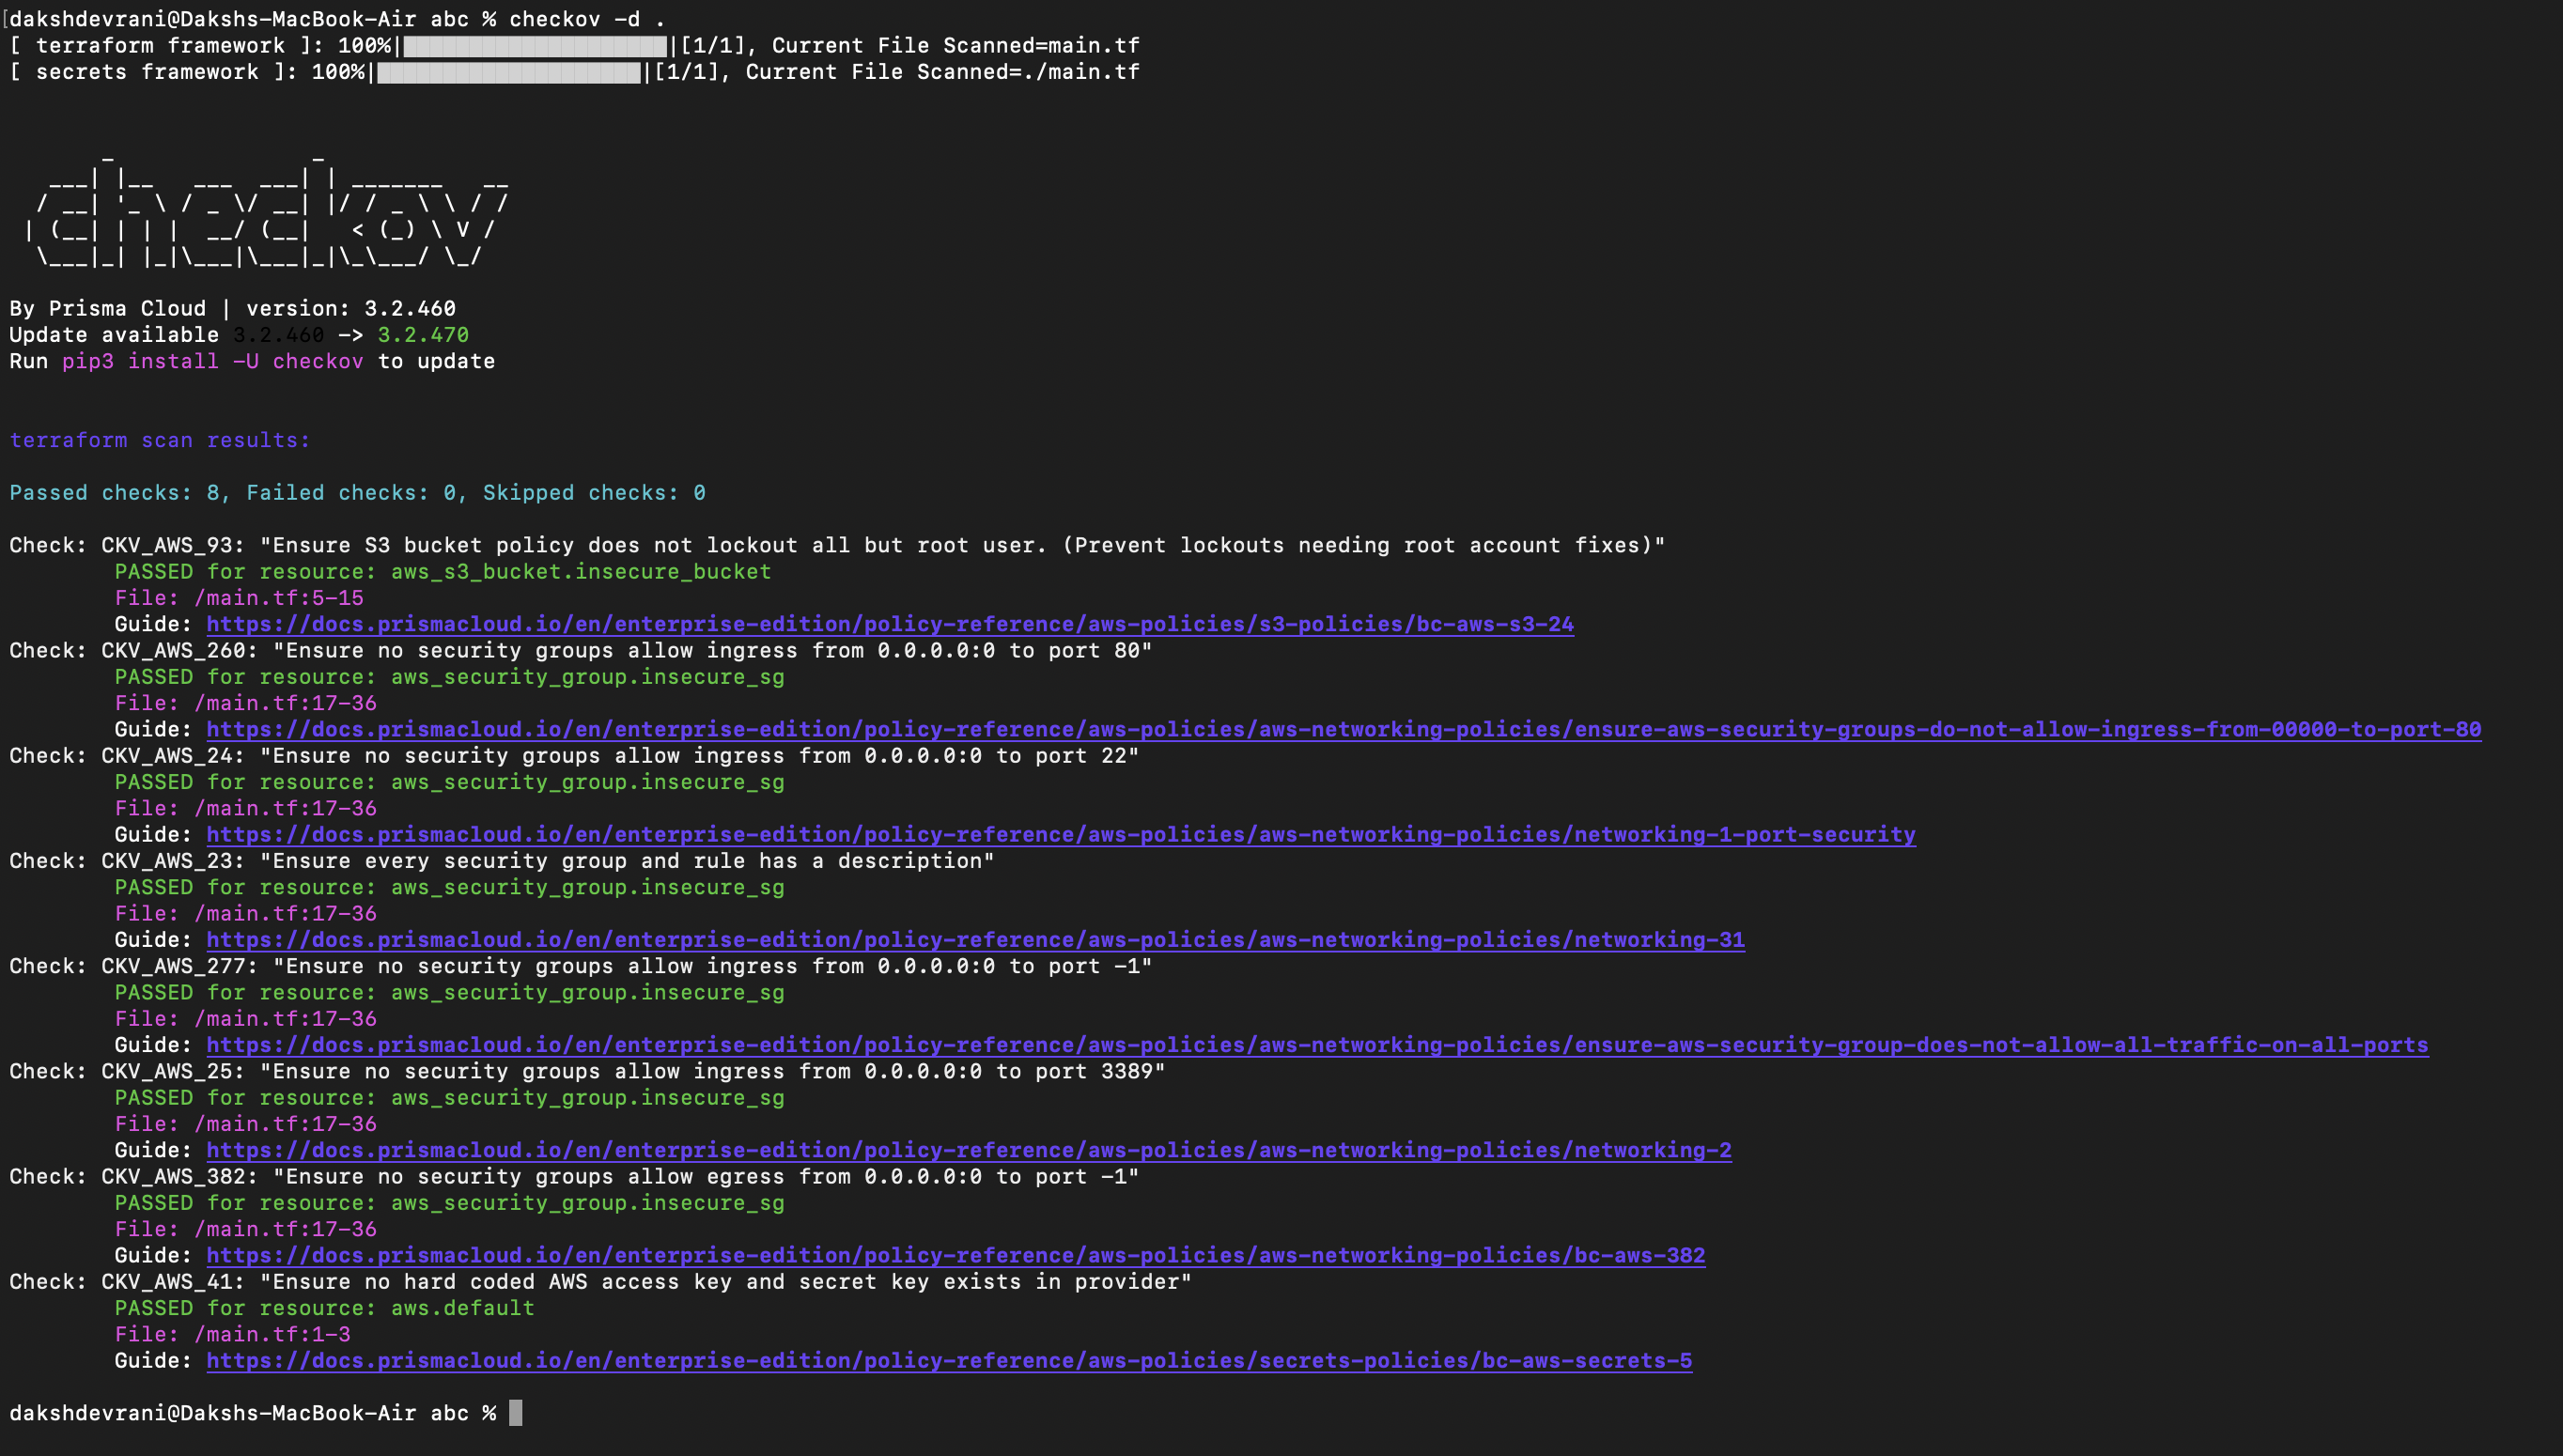 [dakshdevrani@Dakshs-MacBook-Air abc % checkov -d .
[ terraform framework ]: 100%|████████████████████|[1/1], Current File Scanned=main.tf
[ secrets framework ]: 100%|████████████████████|[1/1], Current File Scanned=./main.tf
       _               _
   ___| |__   ___  ___| | _______   __
  / __| '_ \ / _ \/ __| |/ / _ \ \ / /
 | (__| | | |  __/ (__|   < (_) \ V /
  \___|_| |_|\___|\___|_|\_\___/ \_/
By Prisma Cloud | version: 3.2.460
Update available 3.2.460 -> 3.2.470
Run pip3 install -U checkov to update
terraform scan results:
Passed checks: 8, Failed checks: 0, Skipped checks: 0
Check: CKV_AWS_93: "Ensure S3 bucket policy does not lockout all but root user. (Prevent lockouts needing root account fixes)"
PASSED for resource: aws_s3_bucket.insecure_bucket
File: /main.tf:5-15
Guide: https://docs.prismacloud.io/en/enterprise-edition/policy-reference/aws-policies/s3-policies/bc-aws-s3-24
Check: CKV_AWS_260: "Ensure no security groups allow ingress from 0.0.0.0:0 to port 80"
PASSED for resource: aws_security_group.insecure_sg
File: /main.tf:17-36
Guide: https://docs.prismacloud.io/en/enterprise-edition/policy-reference/aws-policies/aws-networking-policies/ensure-aws-security-groups-do-not-allow-ingress-from-00000-to-port-80
Check: CKV_AWS_24: "Ensure no security groups allow ingress from 0.0.0.0:0 to port 22"
PASSED for resource: aws_security_group.insecure_sg
File: /main.tf:17-36
Guide: https://docs.prismacloud.io/en/enterprise-edition/policy-reference/aws-policies/aws-networking-policies/networking-1-port-security
Check: CKV_AWS_23: "Ensure every security group and rule has a description"
PASSED for resource: aws_security_group.insecure_sg
File: /main.tf:17-36
Guide: https://docs.prismacloud.io/en/enterprise-edition/policy-reference/aws-policies/aws-networking-policies/networking-31
Check: CKV_AWS_277: "Ensure no security groups allow ingress from 0.0.0.0:0 to port -1"
PASSED for resource: aws_security_group.insecure_sg
File: /main.tf:17-36
Guide: https://docs.prismacloud.io/en/enterprise-edition/policy-reference/aws-policies/aws-networking-policies/ensure-aws-security-group-does-not-allow-all-traffic-on-all-ports
Check: CKV_AWS_25: "Ensure no security groups allow ingress from 0.0.0.0:0 to port 3389"
PASSED for resource: aws_security_group.insecure_sg
File: /main.tf:17-36
Guide: https://docs.prismacloud.io/en/enterprise-edition/policy-reference/aws-policies/aws-networking-policies/networking-2
Check: CKV_AWS_382: "Ensure no security groups allow egress from 0.0.0.0:0 to port -1"
PASSED for resource: aws_security_group.insecure_sg
File: /main.tf:17-36
Guide: https://docs.prismacloud.io/en/enterprise-edition/policy-reference/aws-policies/aws-networking-policies/bc-aws-382
Check: CKV_AWS_41: "Ensure no hard coded AWS access key and secret key exists in provider"
PASSED for resource: aws.default
File: /main.tf:1-3
Guide: https://docs.prismacloud.io/en/enterprise-edition/policy-reference/aws-policies/secrets-policies/bc-aws-secrets-5
dakshdevrani@Dakshs-MacBook-Air abc %